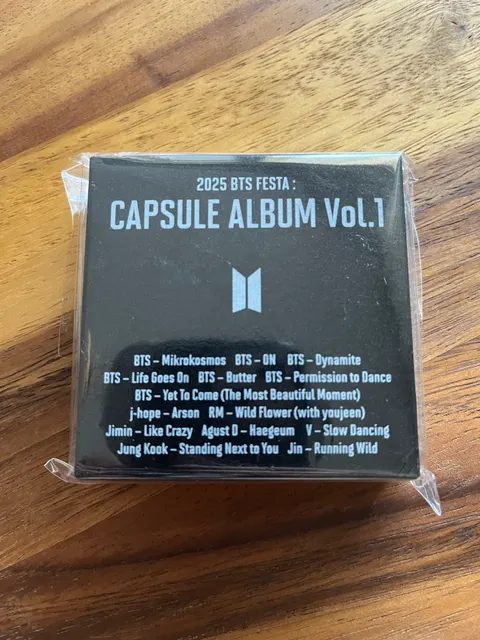 2025 BTS FESTA :
CAPSULE ALBUM Vol.1
BTS – Mikrokosmos BTS – ON BTS – Dynamite
BTS – Life Goes On BTS – Butter BTS – Permission to Dance
BTS – Yet To Come (The Most Beautiful Moment)
j-hope – Arson RM – Wild Flower (with youjeen)
Jimin – Like Crazy Agust D – Haegeum V – Slow Dancing
Jung Kook – Standing Next to You Jin – Running Wild